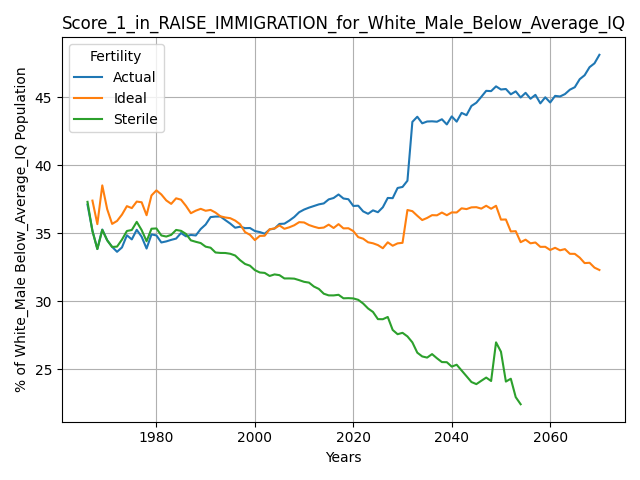 Score_1_in_RAISE_IMMIGRATION_for_White_Male_Below_Average_IQ
Fertility
Actual
Ideal
Sterile
% of White_Male Below_Average_IQ Population
45
40
35
30
25
1980
2000
2020
2040
2060
Years